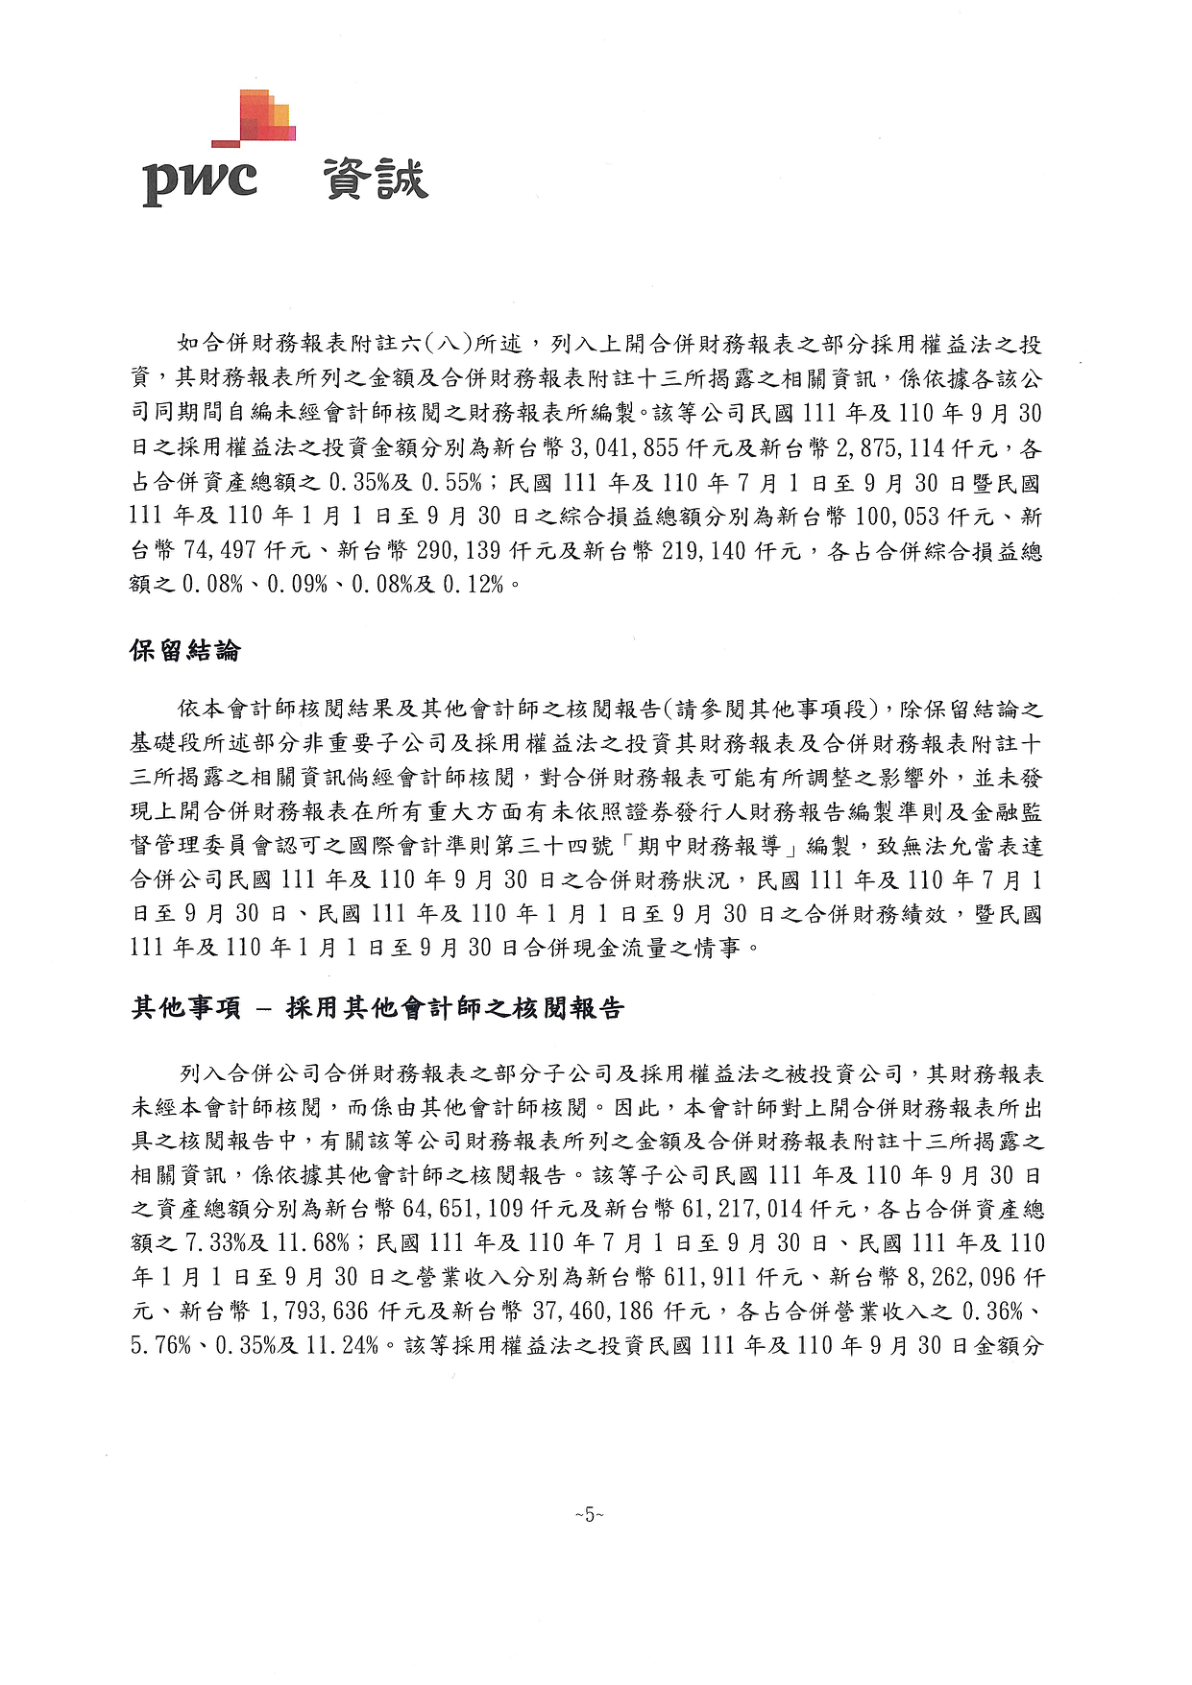 pwc 資誠
如合併財務報表附註六(八)所述，列入上開合併財務報表之部分採用權益法之投
資，其財務報表所列之金額及合併財務報表附註十三所揭露之相關資訊，係依據各該公
司同期間自編未經會計師核閱之財務報表所編製。該等公司民國 111 年及 110 年 9 月 30
日之採用權益法之投資金額分別為新台幣 3,041,855 仟元及新台幣 2,875,114 仟元，各
占合併資產總額之 0.35%及 0.55%；民國 111 年及 110 年 7 月 1 日至 9 月 30 日暨民國
111 年及 110 年 1 月 1 日至 9 月 30 日之綜合損益總額分別為新台幣 100,053 仟元、新
台幣 74,497 仟元、新台幣 290,139 仟元及新台幣 219,140 仟元，各占合併綜合損益總
額之 0.08%、0.09%、0.08%及 0.12%。
保留結論
依本會計師核閱結果及其他會計師之核閱報告(請參閱其他事項段)，除保留結論之
基礎段所述部分非重要子公司及採用權益法之投資其財務報表及合併財務報表附註十
三所揭露之相關資訊倘經會計師核閱，對合併財務報表可能有所調整之影響外，並未發
現上開合併財務報表在所有重大方面有未依照證券發行人財務報告編製準則及金融監
督管理委員會認可之國際會計準則第三十四號「期中財務報導」編製，致無法允當表達
合併公司民國 111 年及 110 年 9 月 30 日之合併財務狀況，民國 111 年及 110 年 7 月 1
日至 9 月 30 日、民國 111 年及 110 年 1 月 1 日至 9 月 30 日之合併財務績效，暨民國
111 年及 110 年 1 月 1 日至 9 月 30 日合併現金流量之情事。
其他事項 – 採用其他會計師之核閱報告
列入合併公司合併財務報表之部分子公司及採用權益法之被投資公司，其財務報表
未經本會計師核閱，而係由其他會計師核閱。因此，本會計師對上開合併財務報表所出
具之核閱報告中，有關該等公司財務報表所列之金額及合併財務報表附註十三所揭露之
相關資訊，係依據其他會計師之核閱報告。該等子公司民國 111 年及 110 年 9 月 30 日
之資產總額分別為新台幣 64,651,109 仟元及新台幣 61,217,014 仟元，各占合併資產總
額之 7.33%及 11.68%；民國 111 年及 110 年 7 月 1 日至 9 月 30 日、民國 111 年及 110
年 1 月 1 日至 9 月 30 日之營業收入分別為新台幣 611,911 仟元、新台幣 8,262,096 仟
元、新台幣 1,793,636 仟元及新台幣 37,460,186 仟元，各占合併營業收入之 0.36%、
5.76%、0.35%及 11.24%。該等採用權益法之投資民國 111 年及 110 年 9 月 30 日金額分
~5~